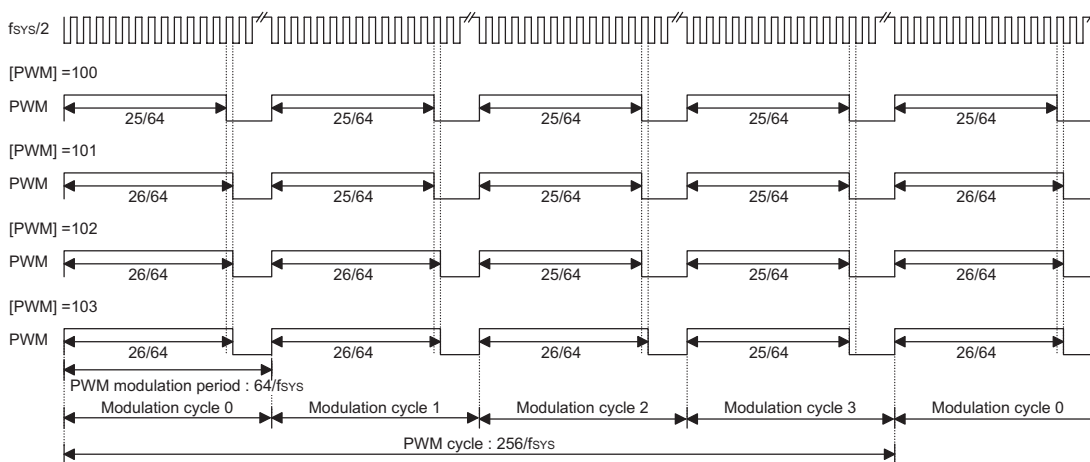 fSYS/2
[PWM] =100
PWM
25/64 25/64 25/64 25/64 25/64
[PWM] =101
PWM
26/64 25/64 25/64 25/64 26/64
[PWM] =102
PWM
26/64 26/64 25/64 25/64 26/64
[PWM] =103
PWM
26/64 26/64 26/64 25/64 26/64
PWM modulation period : 64/fSYS
Modulation cycle 0 Modulation cycle 1 Modulation cycle 2 Modulation cycle 3 Modulation cycle 0
PWM cycle : 256/fSYS